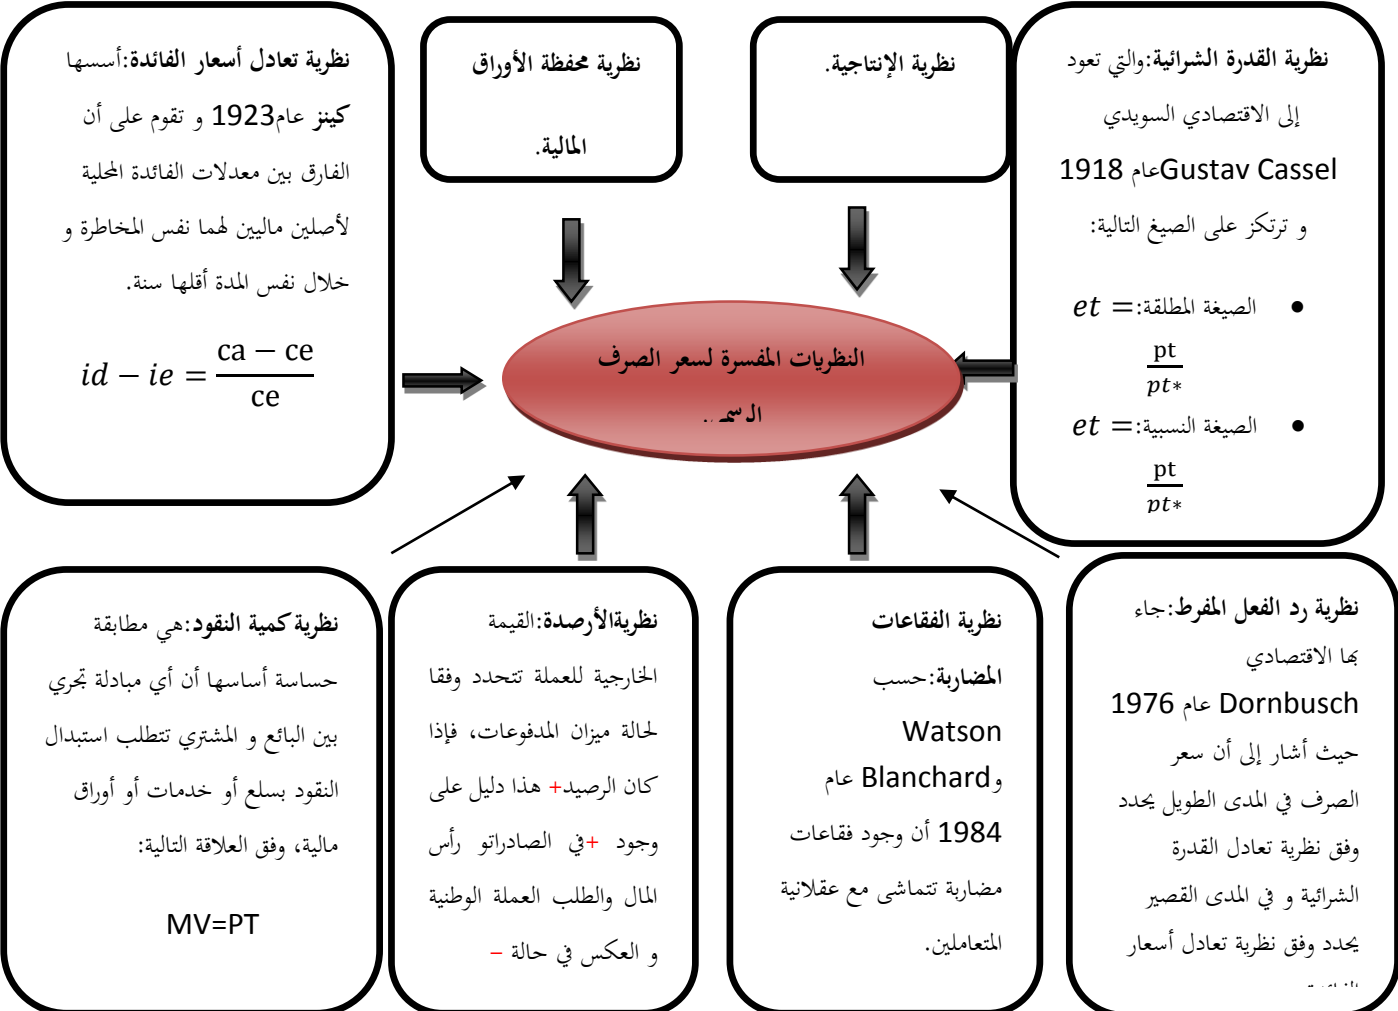 نظرية القدرة الشرائية:والتي تعود
إلى الاقتصادي السويدي
Gustav Casselعام 1918
و ترتكز على الصيغ التالية:
• الصيغة المطلقة:= et
pt
pt*
• الصيغة النسبية:= et
pt
pt*
نظرية الإنتاجية.
نظرية محفظة الأوراق
المالية.
نظرية تعادل أسعار الفائدة:أسسها
كينز عام1923 و تقوم على أن
الفارق بين معدلات الفائدة المحلية
لأصلين ماليين لهما نفس المخاطرة و
خلال نفس المدة أقلها سنة.
id − ie = (ca − ce)/ce
النظريات المفسرة لسعر الصرف
الرسمي.
نظرية رد الفعل المفرط:جاء
بها الاقتصادي
Dornbusch عام 1976
حيث أشار إلى أن سعر
الصرف في المدى الطويل يحدد
وفق نظرية تعادل القدرة
الشرائية و في المدى القصير
يحدد وفق نظرية تعادل أسعار
نظرية الفقاعات
المضاربة:حسب
Watson
وBlanchard عام
1984 أن وجود فقاعات
مضاربة تتماشى مع عقلانية
المتعاملين.
نظريةالأرصدة:القيمة
الخارجية للعملة تتحدد وفقا
لحالة ميزان المدفوعات، فإذا
كان الرصيد+ هذا دليل على
وجود +في الصادراتو رأس
المال والطلب العملة الوطنية
و العكس في حالة –
نظرية كمية النقود:هي مطابقة
حساسة أساسها أن أي مبادلة تجري
بين البائع و المشتري تتطلب استبدال
النقود بسلع أو خدمات أو أوراق
مالية، وفق العلاقة التالية:
MV=PT